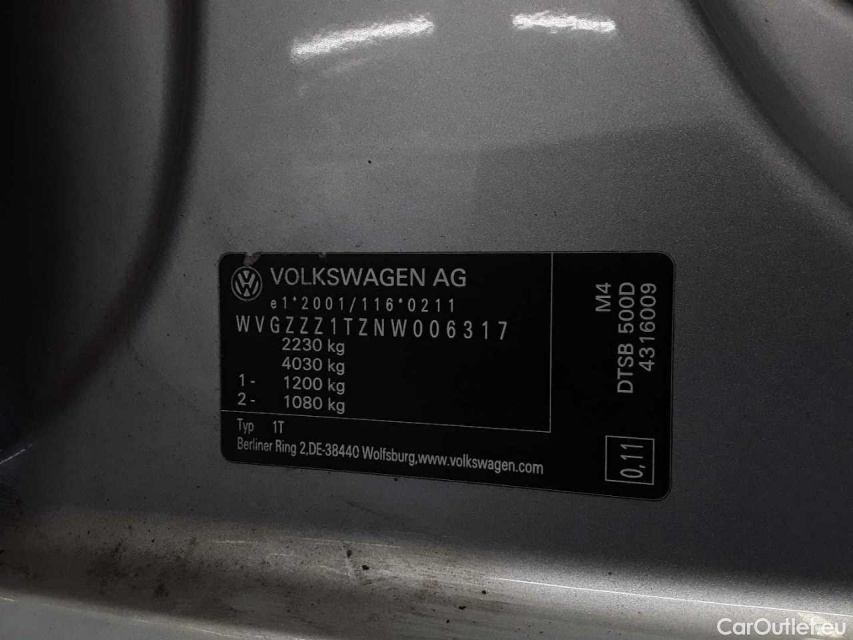 VOLKSWAGEN AG
e1*2001/116*0211
WVGZZZ1TZNW006317
2230 kg
4030 kg
1- 1200 kg
2- 1080 kg
Typ 1T
Berliner Ring 2,DE-38440 Wolfsburg,www.volkswagen.com
M4
DTSB 500D
4316009
0,11
CarOutlet.eu